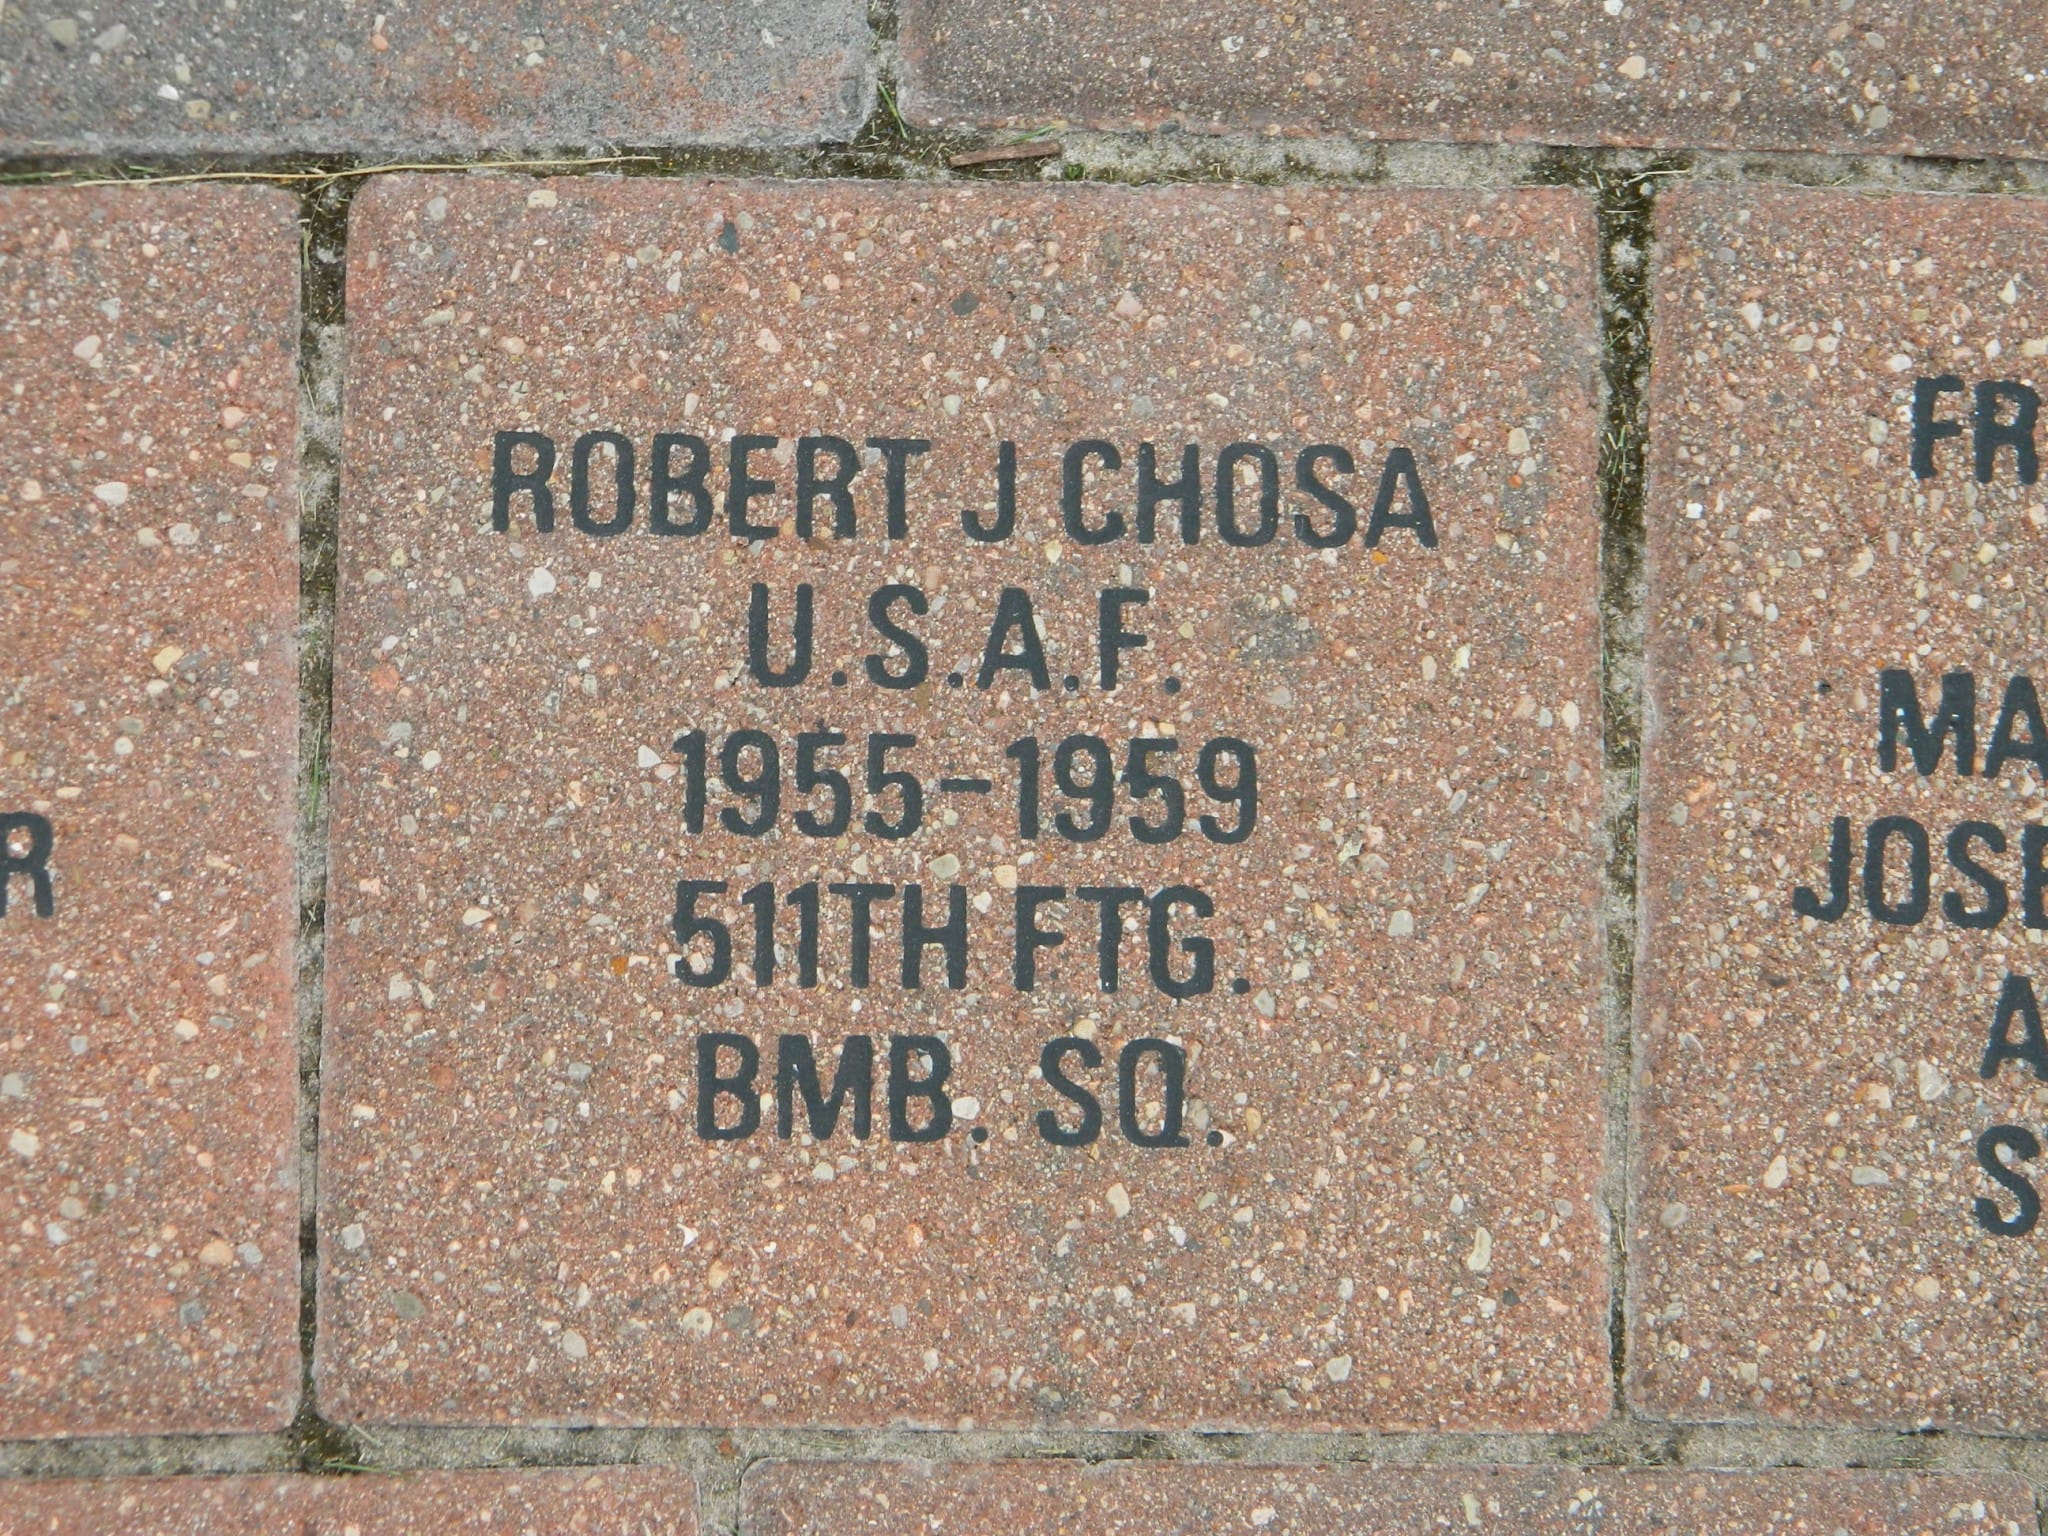 ROBERT J CHOSA
U.S.A.F.
1955-1959
511TH FTG.
BMB. SQ.